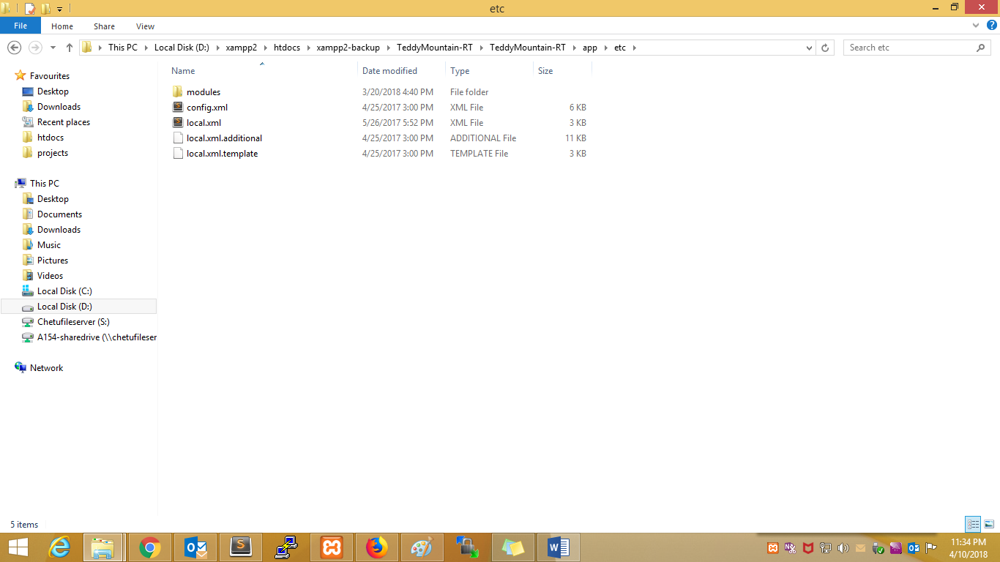 etc
File Home Share View
This PC Local Disk (D:) xampp2 htdocs xampp2-backup TeddyMountain-RT TeddyMountain-RT app etc
Search etc
Name Date modified Type Size
Favourites
Desktop
Downloads
Recent places
htdocs
projects
This PC
Desktop
Documents
Downloads
Music
Pictures
Videos
Local Disk (C:)
Local Disk (D:)
Chetufileserver (S:)
A154-sharedrive (\\chetufileser
Network
modules 3/20/2018 4:40 PM File folder
config.xml 4/25/2017 3:00 PM XML File 6 KB
local.xml 5/26/2017 5:52 PM XML File 3 KB
local.xml.additional 4/25/2017 3:00 PM ADDITIONAL File 11 KB
local.xml.template 4/25/2017 3:00 PM TEMPLATE File 3 KB
5 items
11:34 PM
4/10/2018